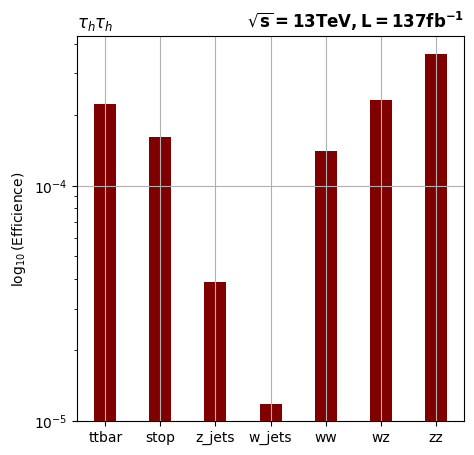 τₕτₕ √s = 13TeV, L = 137fb⁻¹
log₁₀(Efficience)
10⁻⁴
10⁻⁵
ttbar stop z_jets w_jets ww wz zz